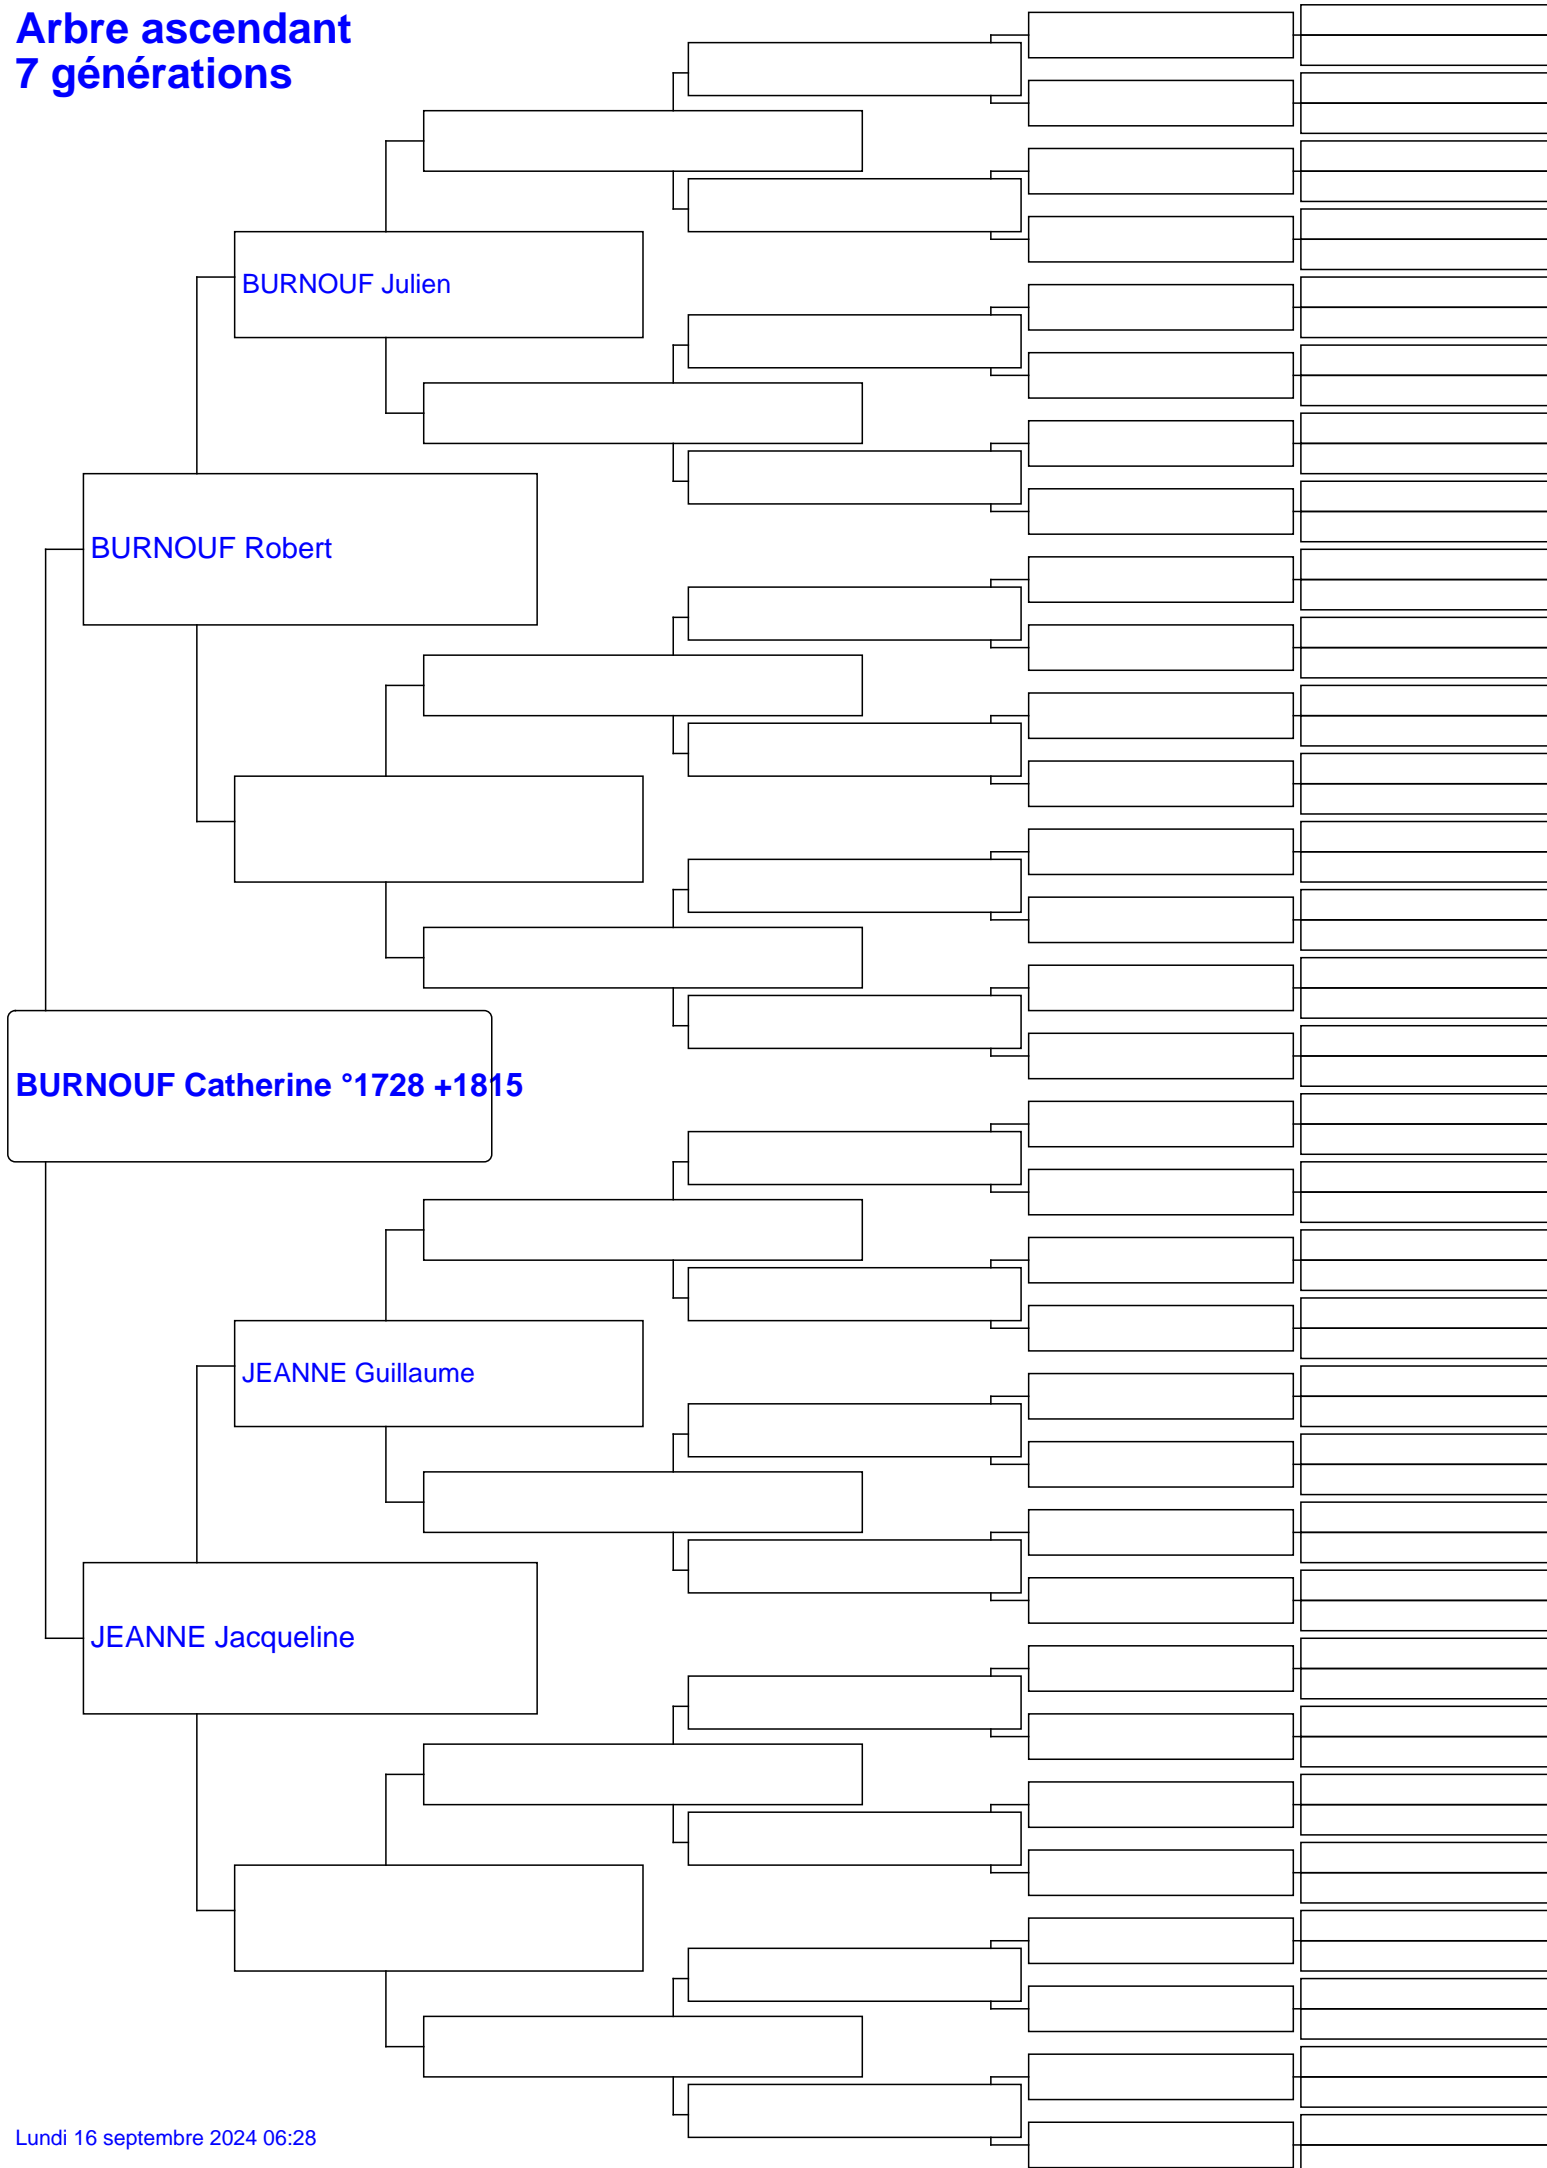 Arbre ascendant
7 générations
BURNOUF Julien
BURNOUF Robert
BURNOUF Catherine °1728 +1815
JEANNE Guillaume
JEANNE Jacqueline
Lundi 16 septembre 2024 06:28